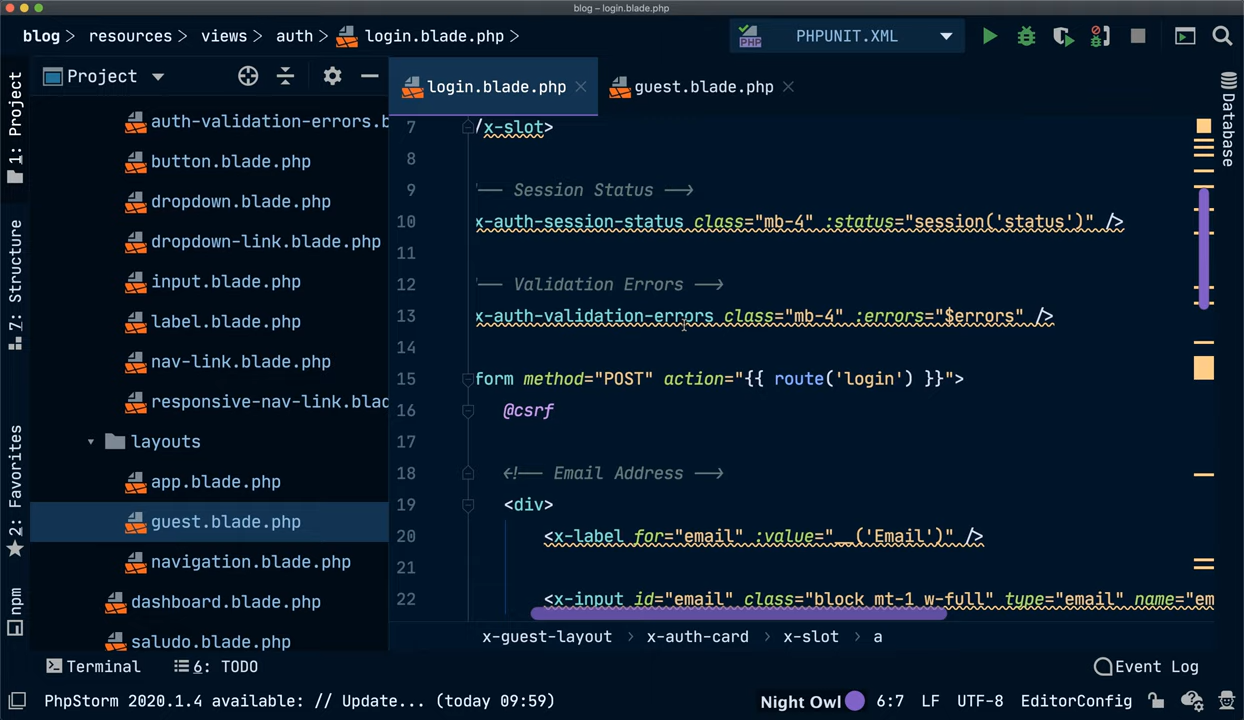 blog – login.blade.php
blog > resources > views > auth > login.blade.php >
PHP PHPUNIT.XML
Project
login.blade.php
guest.blade.php
1: Project
7: Structure
2: Favorites
npm
auth-validation-errors.b
button.blade.php
dropdown.blade.php
dropdown-link.blade.php
input.blade.php
label.blade.php
nav-link.blade.php
responsive-nav-link.blad
layouts
app.blade.php
guest.blade.php
navigation.blade.php
dashboard.blade.php
saludo.blade.php
7 /x-slot>
8
9 !-- Session Status -->
10 x-auth-session-status class="mb-4" :status="session('status')" />
11
12 !-- Validation Errors -->
13 x-auth-validation-errors class="mb-4" :errors="$errors" />
14
15 form method="POST" action="{{ route('login') }}">
16 @csrf
17
18 <!-- Email Address -->
19 <div>
20 <x-label for="email" :value="__('Email')" />
21
22 <x-input id="email" class="block mt-1 w-full" type="email" name="em
Database
x-guest-layout > x-auth-card > x-slot > a
Terminal 6: TODO Event Log
PhpStorm 2020.1.4 available: // Update... (today 09:59) Night Owl 6:7 LF UTF-8 EditorConfig